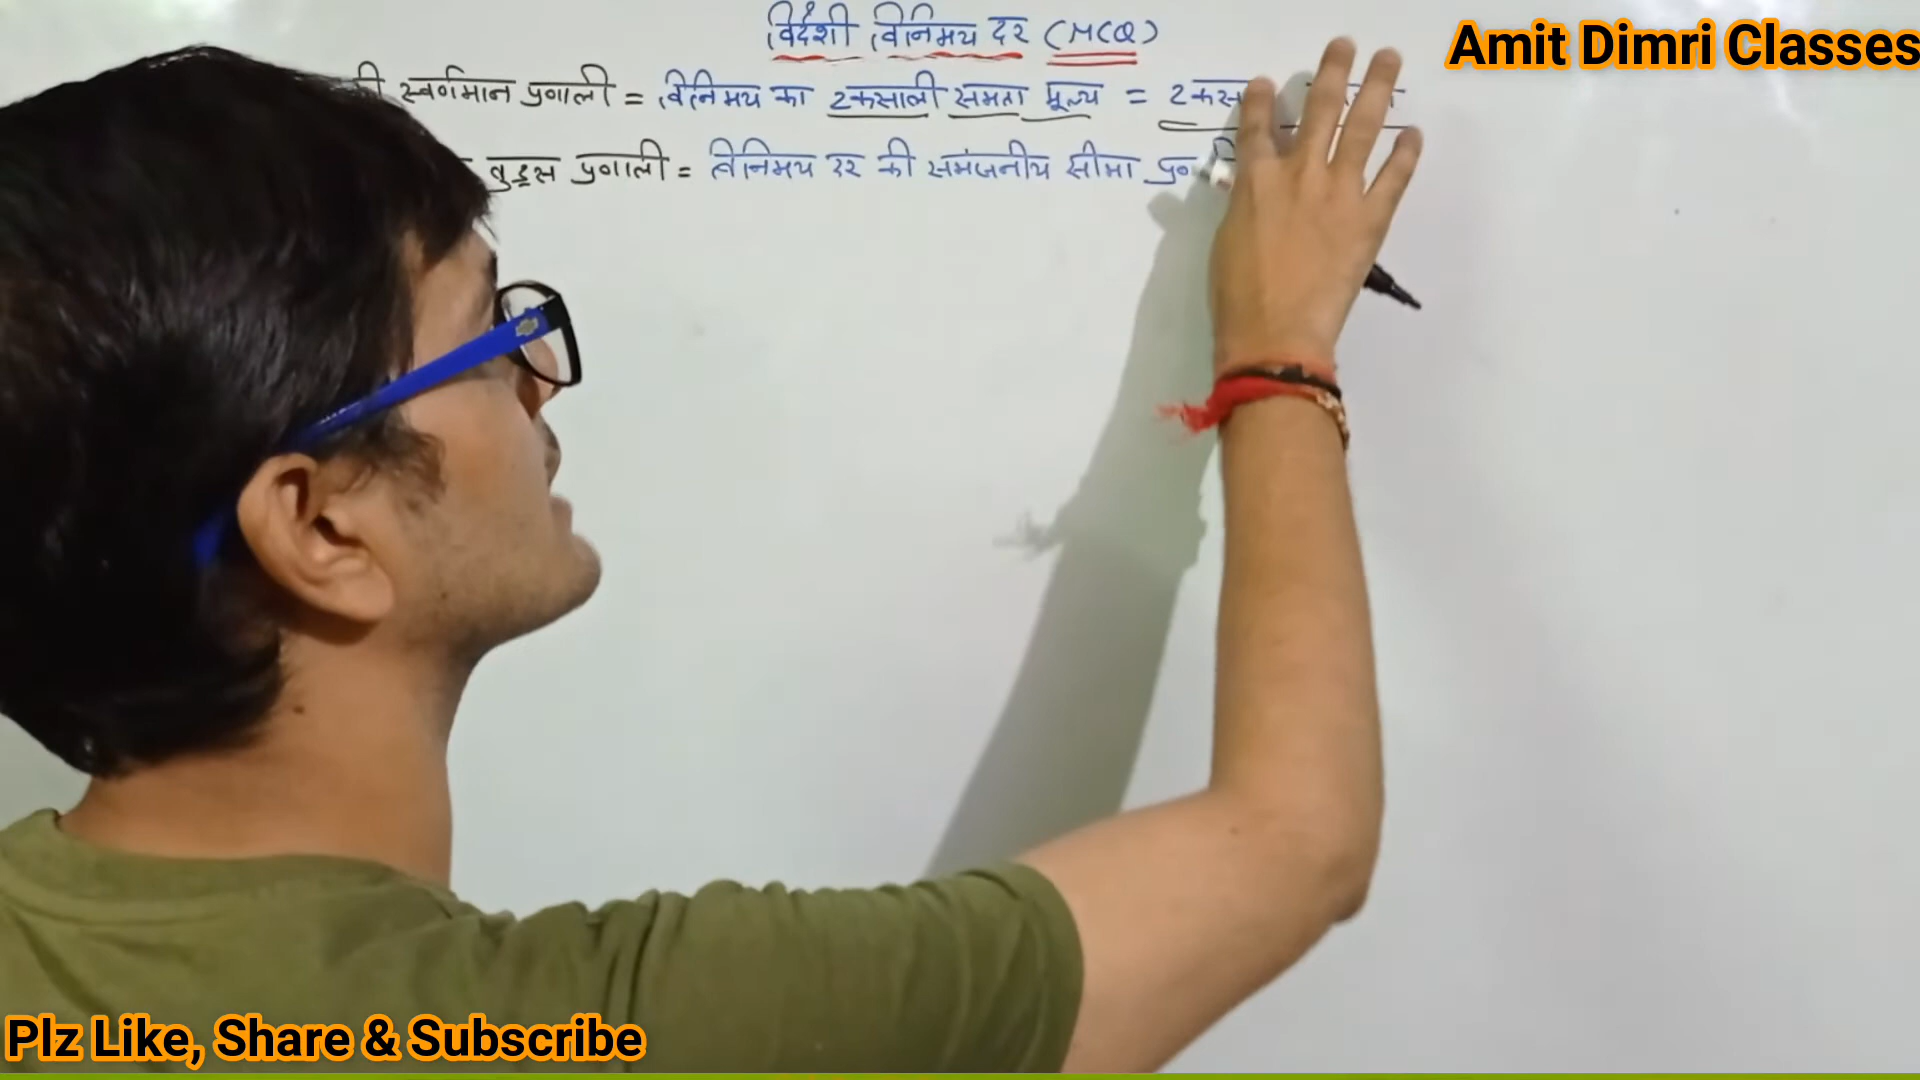 विदेशी विनिमय दर (MCQ)
Amit Dimri Classes
की स्वर्णमान प्रणाली = विनिमय का टकसाली समता मूल्य =
वुड्स प्रणाली = विनिमय दर की समंजनीय सीमा
Plz Like, Share & Subscribe